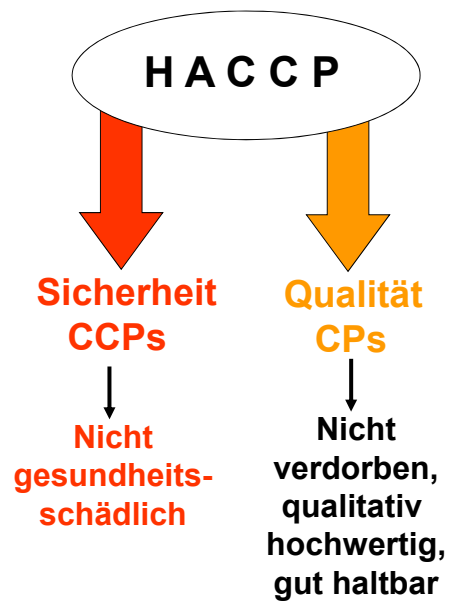 H A C C P
Sicherheit
CCPs
Nicht
gesundheits-
schädlich
Qualität
CPs
Nicht
verdorben,
qualitativ
hochwertig,
gut haltbar